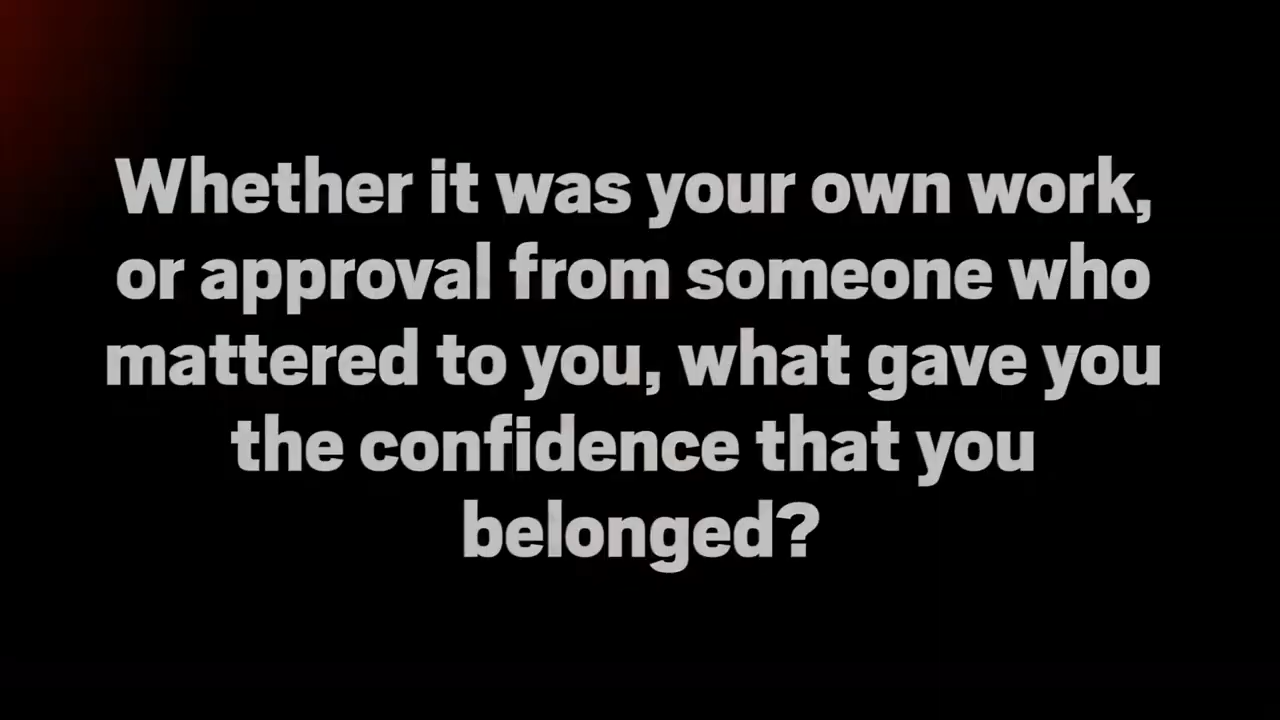 Whether it was your own work,
or approval from someone who
mattered to you, what gave you
the confidence that you
belonged?